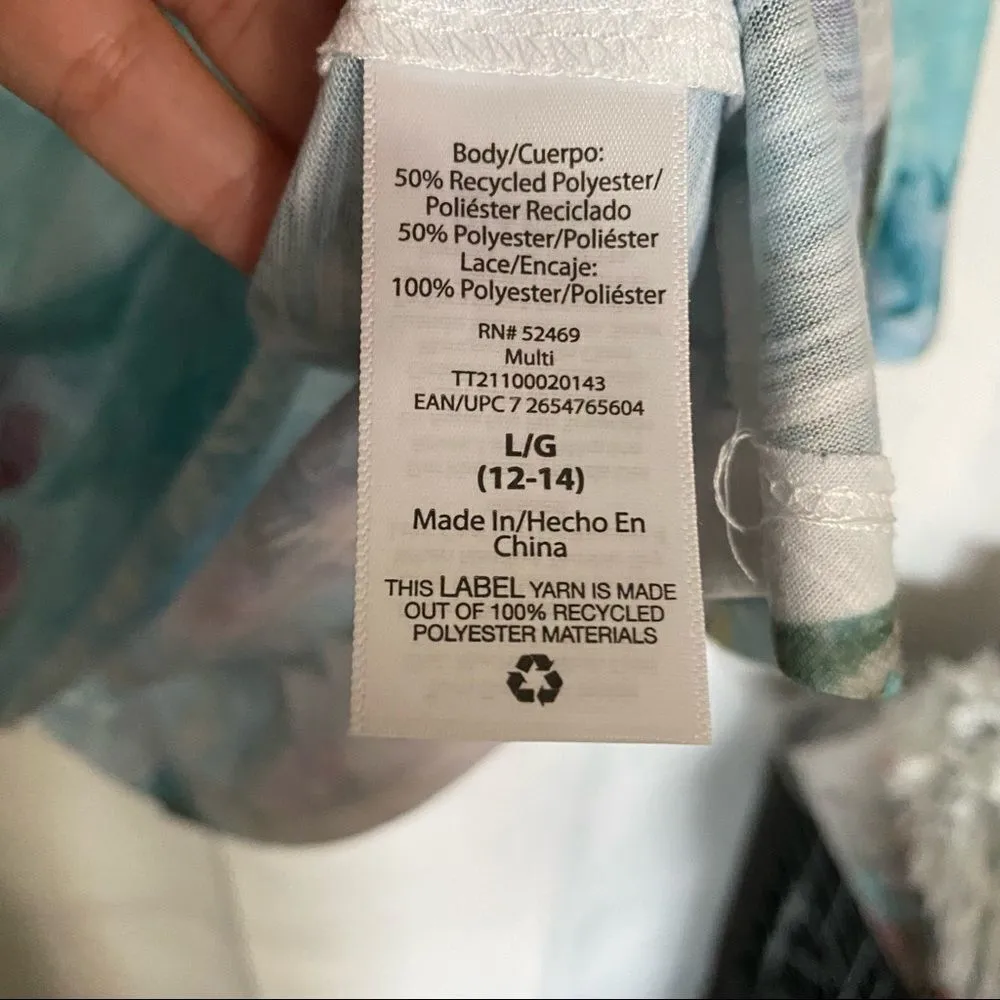 Body/Cuerpo:
50% Recycled Polyester/
Poliéster Reciclado
50% Polyester/Poliéster
Lace/Encaje:
100% Polyester/Poliéster
RN# 52469
Multi
TT21100020143
EAN/UPC 7 2654765604
L/G
(12-14)
Made In/Hecho En
China
THIS LABEL YARN IS MADE
OUT OF 100% RECYCLED
POLYESTER MATERIALS